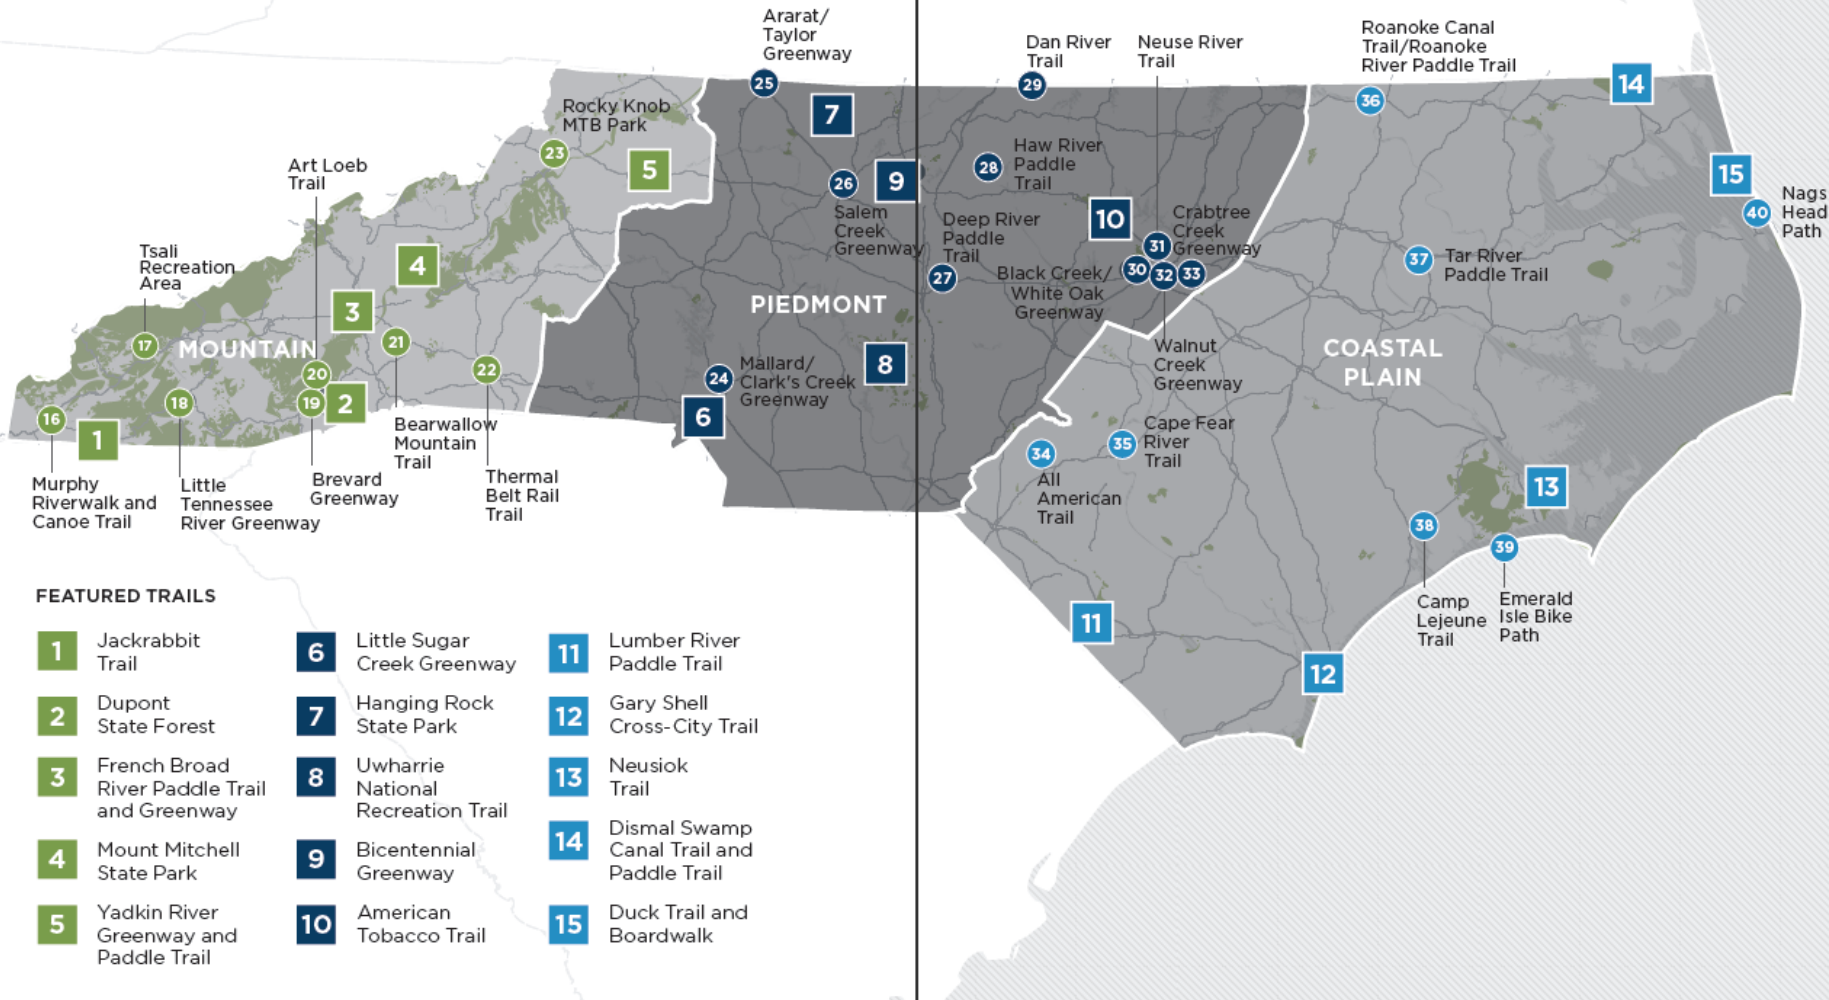 Ararat/
Taylor
Greenway
25
7
Dan River
Trail
29
Neuse River
Trail
Roanoke Canal
Trail/Roanoke
River Paddle Trail
36
14
Rocky Knob
MTB Park
23
5
Art Loeb
Trail
26
Salem
Creek
Greenway
9
28
Haw River
Paddle
Trail
15
40
Nags
Head
Path
Deep River
Paddle
Trail
27
10
Crabtree
Creek
Greenway
31
30
32
33
Black Creek/
White Oak
Greenway
37
Tar River
Paddle Trail
Tsali
Recreation
Area
17
4
3
MOUNTAIN
21
20
19
2
22
18
16
1
PIEDMONT
24
Mallard/
Clark's Creek
Greenway
6
8
Walnut
Creek
Greenway
COASTAL
PLAIN
Murphy
Riverwalk and
Canoe Trail
Little
Tennessee
River Greenway
Brevard
Greenway
Bearwallow
Mountain
Trail
Thermal
Belt Rail
Trail
34
All
American
Trail
35
Cape Fear
River
Trail
13
38
39
Camp
Lejeune
Trail
Emerald
Isle Bike
Path
11
12
FEATURED TRAILS
1
Jackrabbit
Trail
2
Dupont
State Forest
3
French Broad
River Paddle Trail
and Greenway
4
Mount Mitchell
State Park
5
Yadkin River
Greenway and
Paddle Trail
6
Little Sugar
Creek Greenway
7
Hanging Rock
State Park
8
Uwharrie
National
Recreation Trail
9
Bicentennial
Greenway
10
American
Tobacco Trail
11
Lumber River
Paddle Trail
12
Gary Shell
Cross-City Trail
13
Neusiok
Trail
14
Dismal Swamp
Canal Trail and
Paddle Trail
15
Duck Trail and
Boardwalk